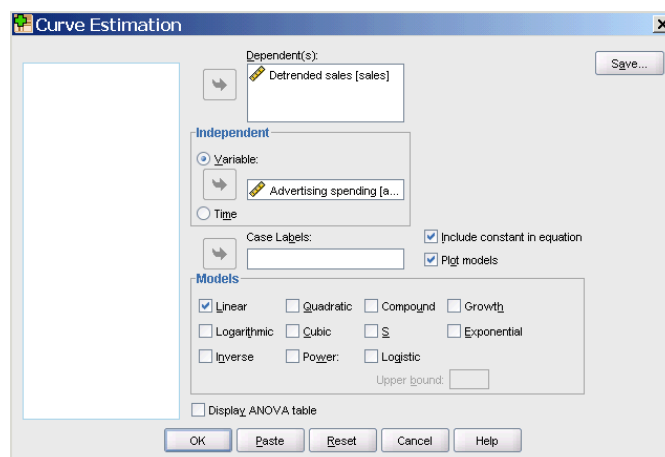 Curve Estimation
Dependent(s):
Detrended sales [sales]
Save...
Independent
Variable:
Advertising spending [a...
Time
Case Labels:
Include constant in equation
Plot models
Models
Linear Quadratic Compound Growth
Logarithmic Cubic S Exponential
Inverse Power: Logistic
Upper bound:
Display ANOVA table
OK Paste Reset Cancel Help